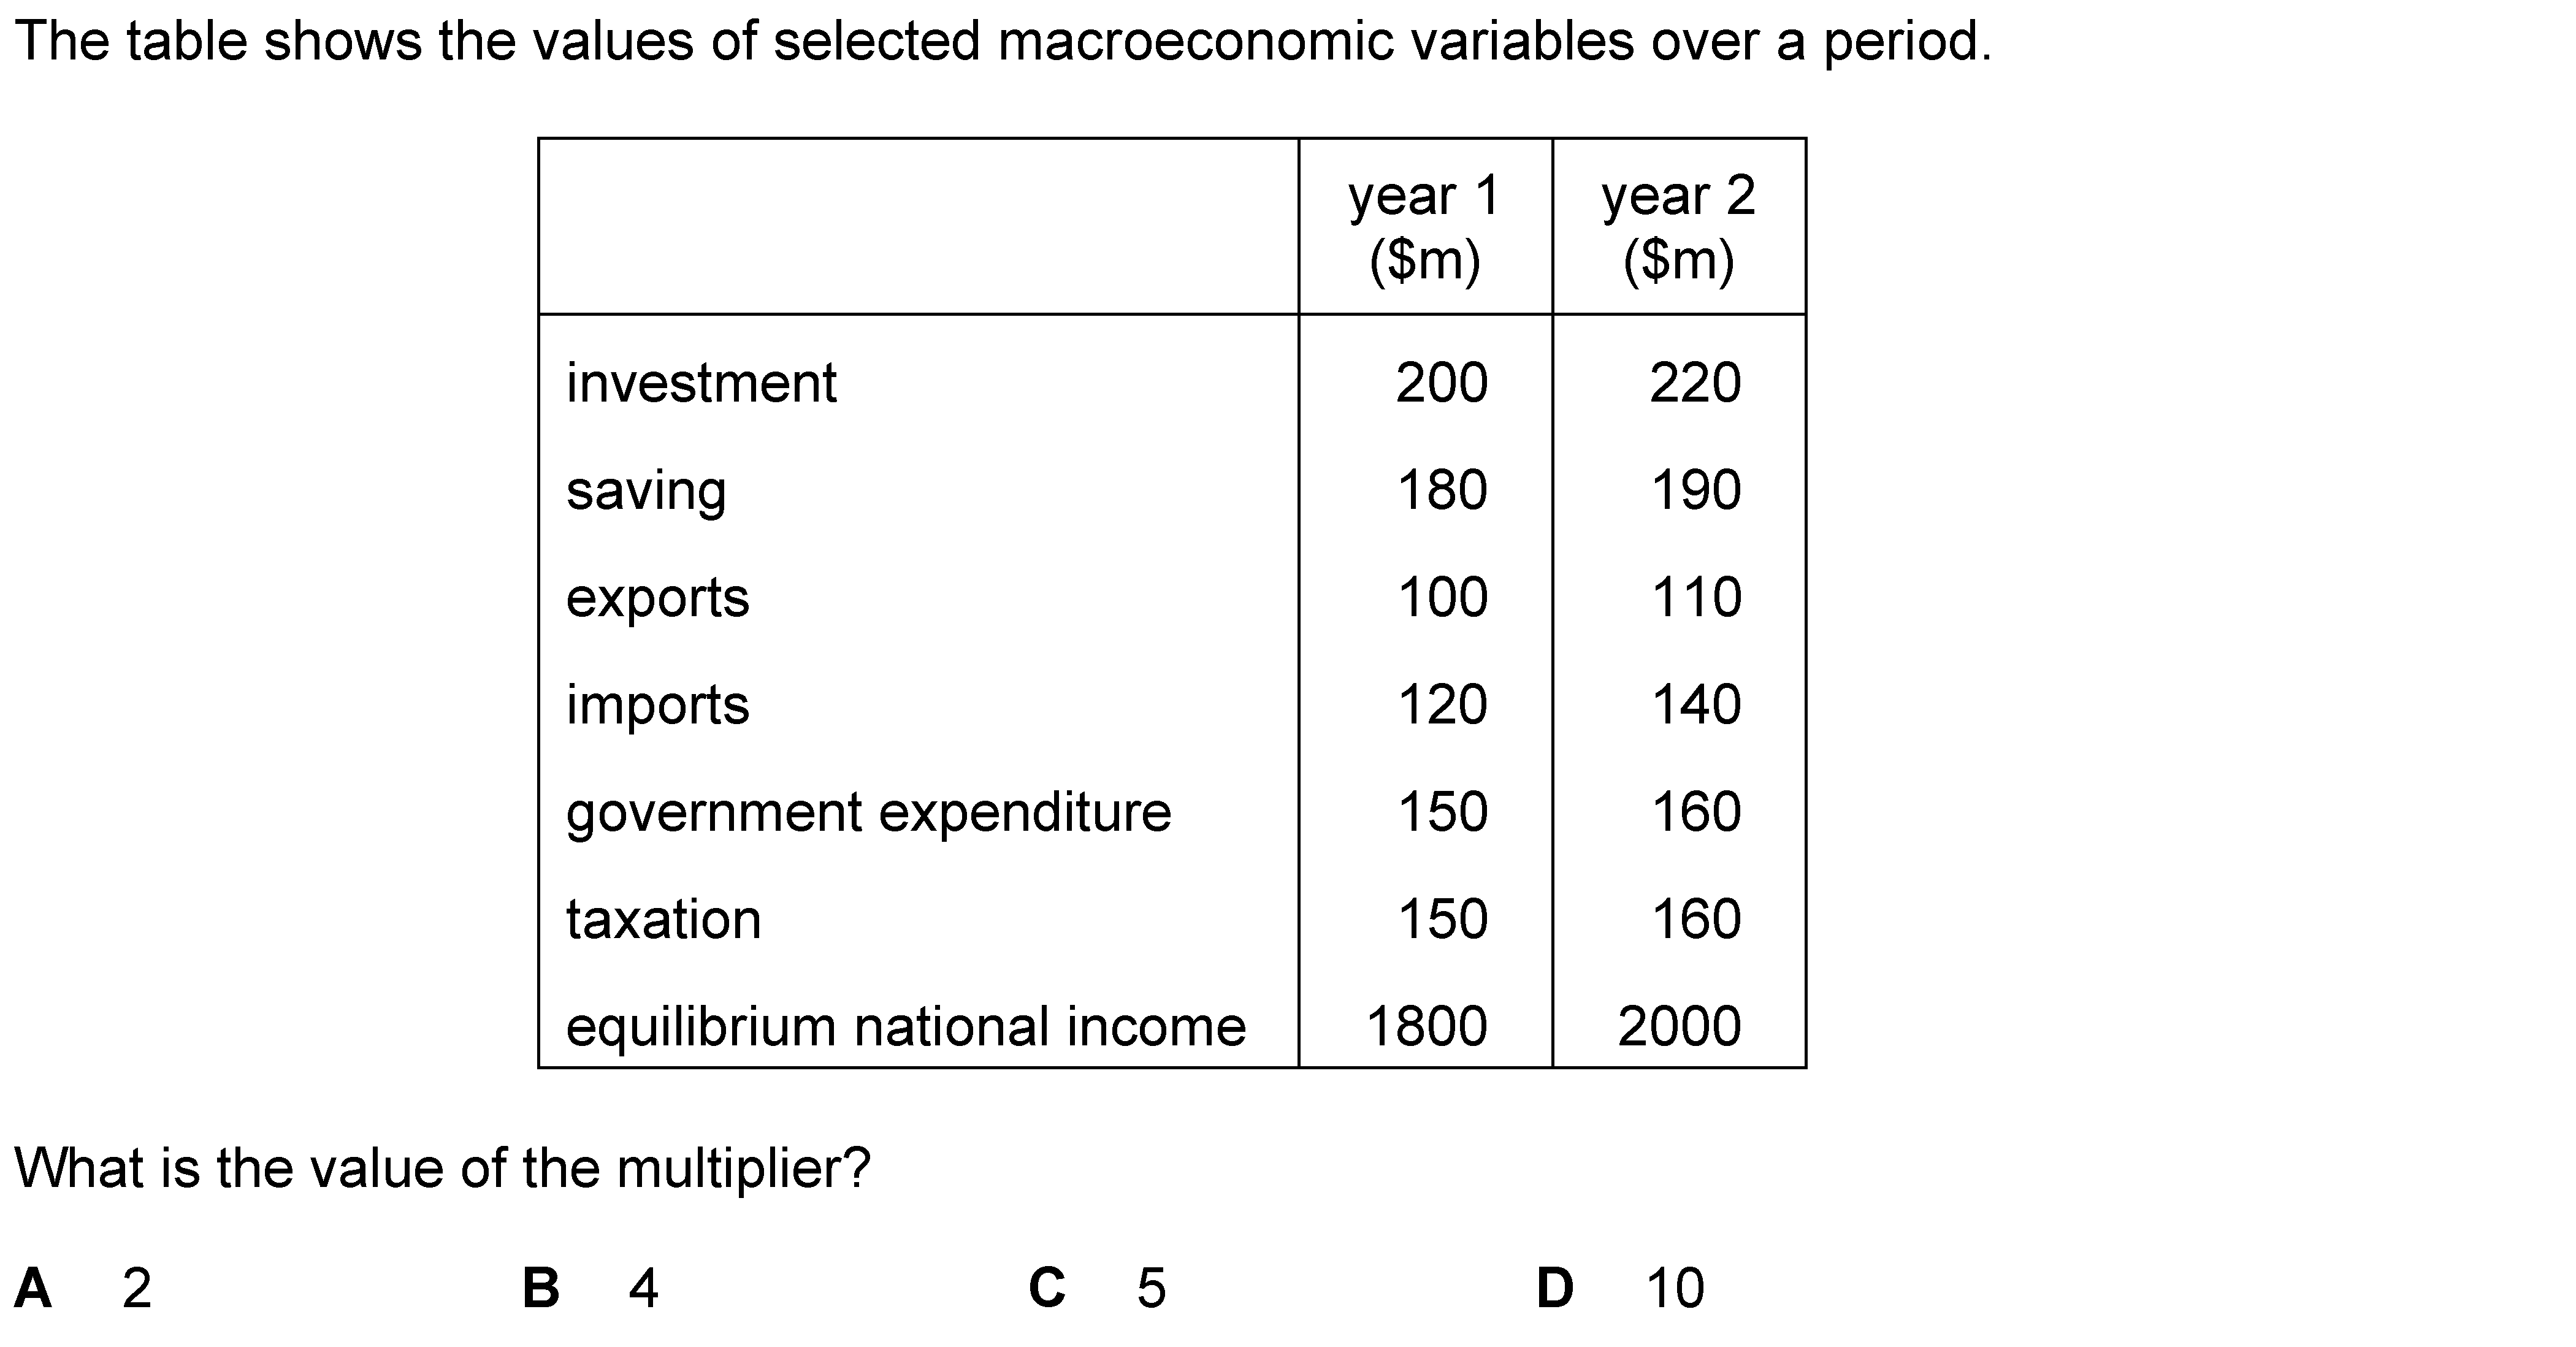 The table shows the values of selected macroeconomic variables over a period.
year 1 year 2
($m) ($m)
investment 200 220
saving 180 190
exports 100 110
imports 120 140
government expenditure 150 160
taxation 150 160
equilibrium national income 1800 2000
What is the value of the multiplier?
A 2 B 4 C 5 D 10